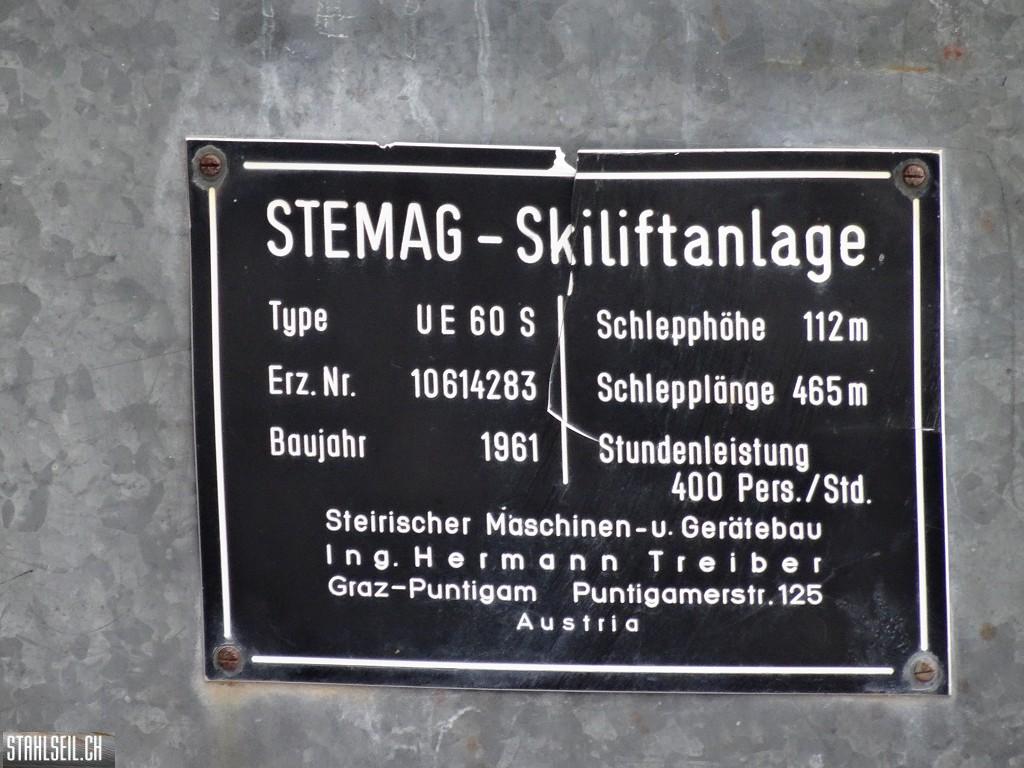 STEMAG - Skiliftanlage
Type UE 60 S
Erz. Nr. 10614283
Baujahr 1961
Schlepphöhe 112 m
Schlepplänge 465 m
Stundenleistung
400 Pers./Std.
Steirischer Maschinen-u. Gerätebau
Ing. Hermann Treiber
Graz-Puntigam Puntigamerstr. 125
Austria
STAHLSEIL.CH